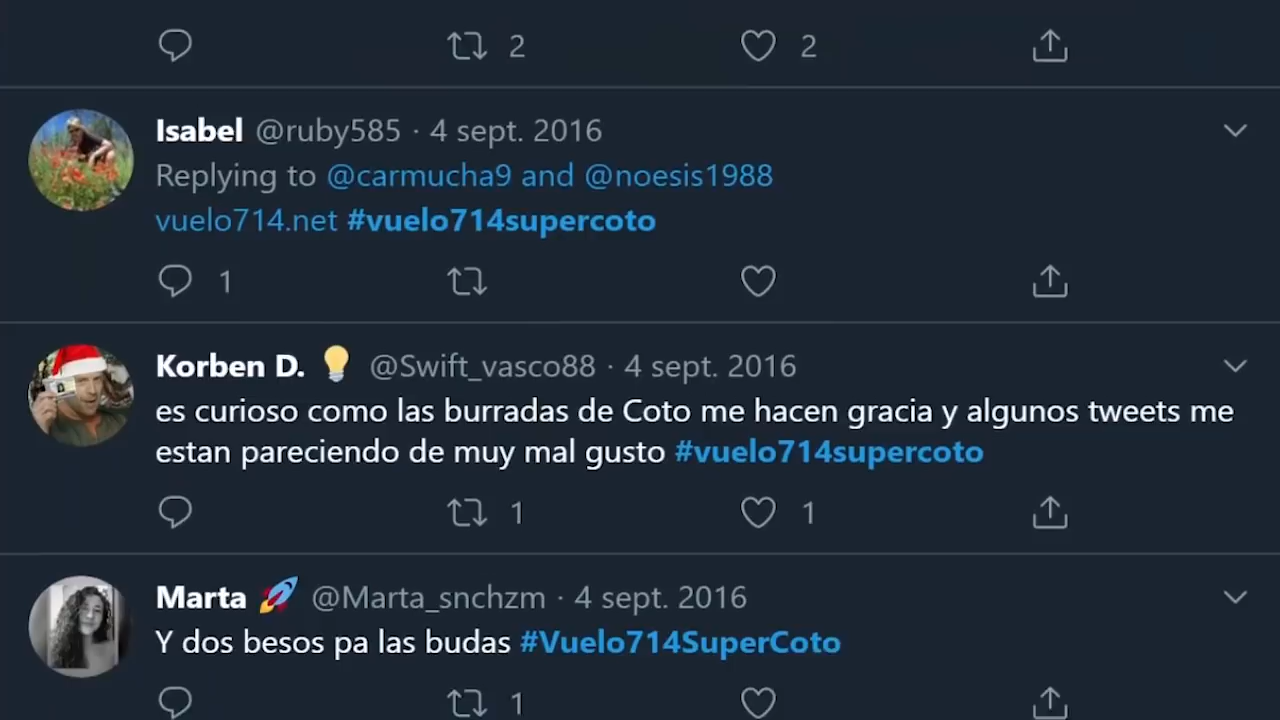 2 2
Isabel @ruby585 · 4 sept. 2016
Replying to @carmucha9 and @noesis1988
vuelo714.net #vuelo714supercoto
1
Korben D. 💡 @Swift_vasco88 · 4 sept. 2016
es curioso como las burradas de Coto me hacen gracia y algunos tweets me
estan pareciendo de muy mal gusto #vuelo714supercoto
1 1
Marta 🚀 @Marta_snchzm · 4 sept. 2016
Y dos besos pa las budas #Vuelo714SuperCoto
1